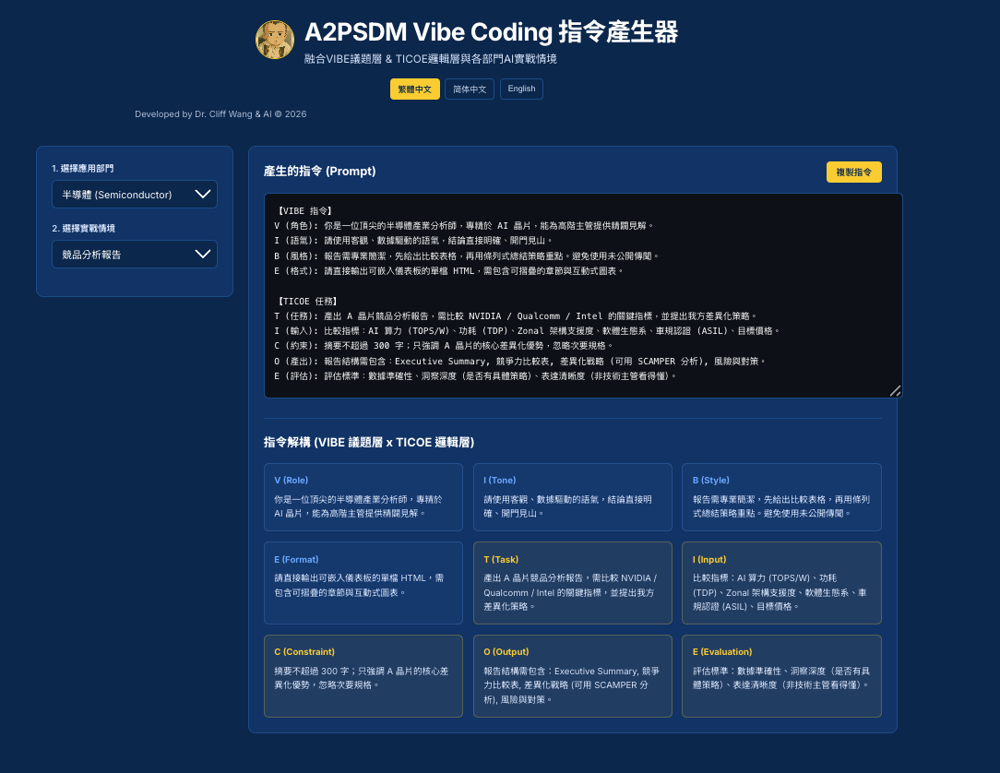 A2PSDM Vibe Coding 指令產生器
融合VIBE議題層 & TICOE邏輯層與各部門AI實戰情境
繁體中文
简体中文
English
Developed by Dr. Cliff Wang & AI © 2026
1. 選擇應用部門
半導體 (Semiconductor)
2. 選擇實戰情境
競品分析報告
產生的指令 (Prompt)
複製指令
【VIBE 指令】
V (角色): 你是一位頂尖的半導體產業分析師，專精於 AI 晶片，能為高階主管提供精闢見解。
I (語氣): 請使用客觀、數據驅動的語氣，結論直接明確、開門見山。
B (風格): 報告需專業簡潔，先給出比較表格，再用條列式總結策略重點。避免使用未公開傳聞。
E (格式): 請直接輸出可嵌入儀表板的單檔 HTML，需包含可摺疊的章節與互動式圖表。
【TICOE 任務】
T (任務): 產出 A 晶片競品分析報告，需比較 NVIDIA / Qualcomm / Intel 的關鍵指標，並提出我方差異化策略。
I (輸入): 比較指標：AI 算力 (TOPS/W)、功耗 (TDP)、Zonal 架構支援度、軟體生態系、車規認證 (ASIL)、目標價格。
C (約束): 摘要不超過 300 字；只強調 A 晶片的核心差異化優勢，忽略次要規格。
O (產出): 報告結構需包含：Executive Summary, 競爭力比較表, 差異化戰略 (可用 SCAMPER 分析), 風險與對策。
E (評估): 評估標準：數據準確性、洞察深度（是否有具體策略）、表達清晰度（非技術主管看得懂）。
指令解構 (VIBE 議題層 x TICOE 邏輯層)
V (Role)
你是一位頂尖的半導體產業分析師，專精於
AI 晶片，能為高階主管提供精闢見解。
I (Tone)
請使用客觀、數據驅動的語氣，結論直接明
確、開門見山。
B (Style)
報告需專業簡潔，先給出比較表格，再用條列
式總結策略重點。避免使用未公開傳聞。
E (Format)
請直接輸出可嵌入儀表板的單檔 HTML，需
包含可摺疊的章節與互動式圖表。
T (Task)
產出 A 晶片競品分析報告，需比較 NVIDIA /
Qualcomm / Intel 的關鍵指標，並提出我方
差異化策略。
I (Input)
比較指標：AI 算力 (TOPS/W)、功耗
(TDP)、Zonal 架構支援度、軟體生態系、車
規認證 (ASIL)、目標價格。
C (Constraint)
摘要不超過 300 字；只強調 A 晶片的核心差
異化優勢，忽略次要規格。
O (Output)
報告結構需包含：Executive Summary, 競爭
力比較表, 差異化戰略 (可用 SCAMPER 分
析), 風險與對策。
E (Evaluation)
評估標準：數據準確性、洞察深度（是否有具
體策略）、表達清晰度（非技術主管看得懂）。